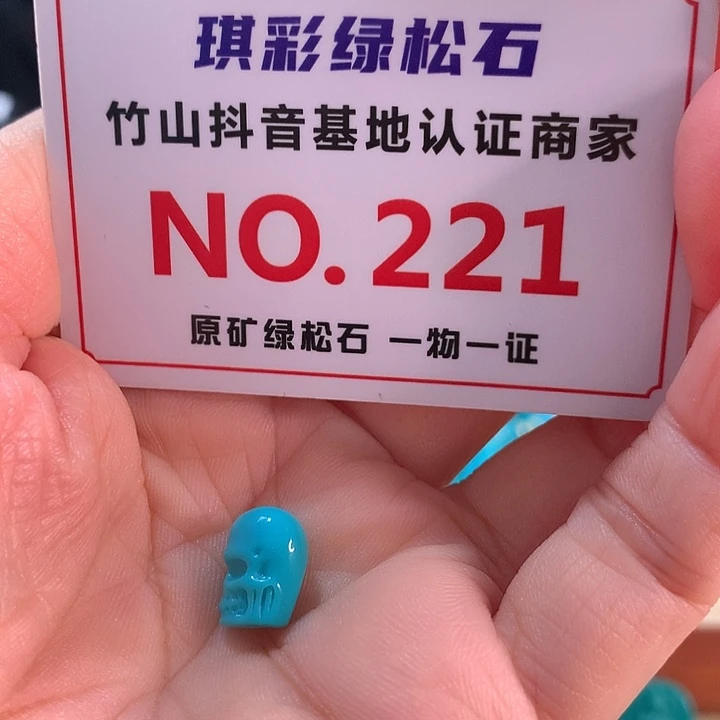 琪彩绿松石
竹山抖音基地认证商家
NO.221
原矿绿松石 一物一证